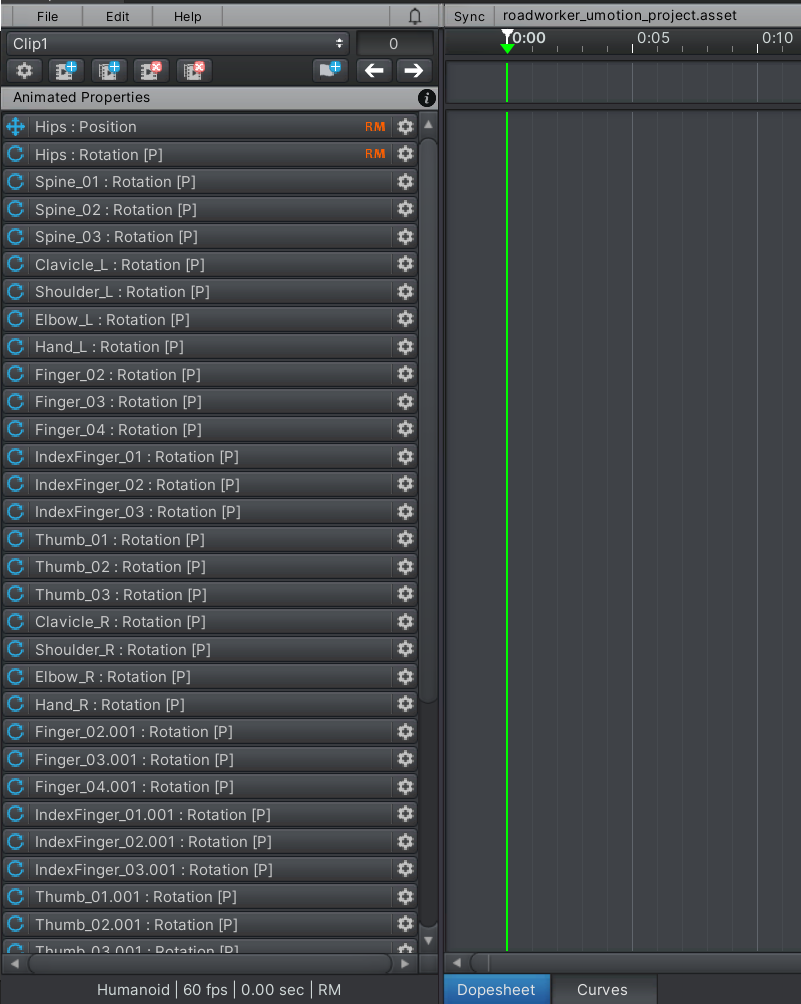 File Edit Help
Sync roadworker_umotion_project.asset
Clip1 0
0:00 0:05 0:10
Animated Properties
Hips : Position RM
Hips : Rotation [P] RM
Spine_01 : Rotation [P]
Spine_02 : Rotation [P]
Spine_03 : Rotation [P]
Clavicle_L : Rotation [P]
Shoulder_L : Rotation [P]
Elbow_L : Rotation [P]
Hand_L : Rotation [P]
Finger_02 : Rotation [P]
Finger_03 : Rotation [P]
Finger_04 : Rotation [P]
IndexFinger_01 : Rotation [P]
IndexFinger_02 : Rotation [P]
IndexFinger_03 : Rotation [P]
Thumb_01 : Rotation [P]
Thumb_02 : Rotation [P]
Thumb_03 : Rotation [P]
Clavicle_R : Rotation [P]
Shoulder_R : Rotation [P]
Elbow_R : Rotation [P]
Hand_R : Rotation [P]
Finger_02.001 : Rotation [P]
Finger_03.001 : Rotation [P]
Finger_04.001 : Rotation [P]
IndexFinger_01.001 : Rotation [P]
IndexFinger_02.001 : Rotation [P]
IndexFinger_03.001 : Rotation [P]
Thumb_01.001 : Rotation [P]
Thumb_02.001 : Rotation [P]
Thumb_03.001 : Rotation [P]
Humanoid | 60 fps | 0.00 sec | RM
Dopesheet Curves